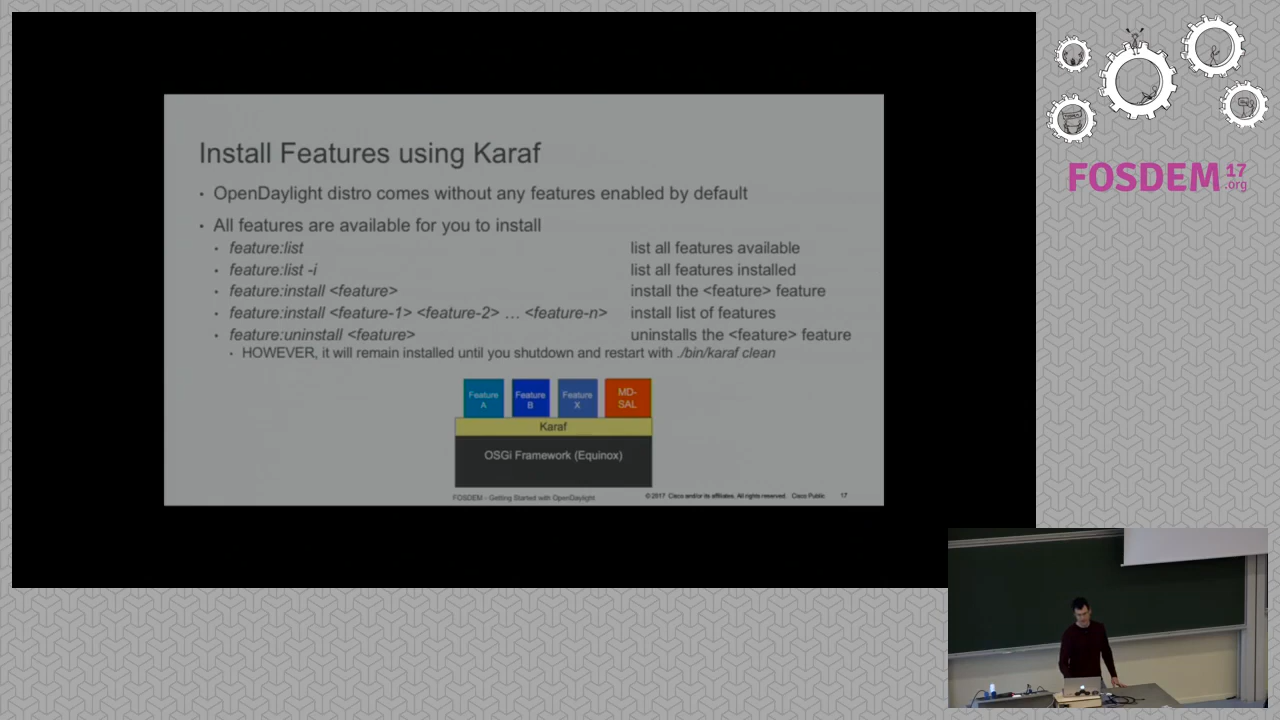 Install Features using Karaf
• OpenDaylight distro comes without any features enabled by default
• All features are available for you to install
• feature:list list all features available
• feature:list -i list all features installed
• feature:install <feature> install the <feature> feature
• feature:install <feature-1> <feature-2> … <feature-n> install list of features
• feature:uninstall <feature> uninstalls the <feature> feature
• HOWEVER, it will remain installed until you shutdown and restart with ./bin/karaf clean
Feature
A
Feature
B
Feature
X
MD-
SAL
Karaf
OSGi Framework (Equinox)
FOSDEM - Getting Started with OpenDaylight
© 2017 Cisco and/or its affiliates. All rights reserved. Cisco Public 17
FOSDEM 17
.org